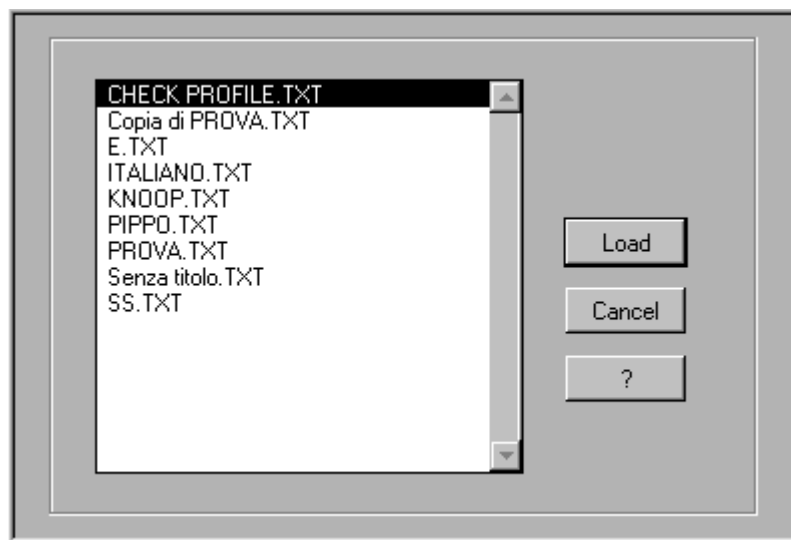 CHECK PROFILE.TXT
Copia di PROVA.TXT
E.TXT
ITALIANO.TXT
KNOOP.TXT
PIPPO.TXT
PROVA.TXT
Senza titolo.TXT
SS.TXT
Load
Cancel
?